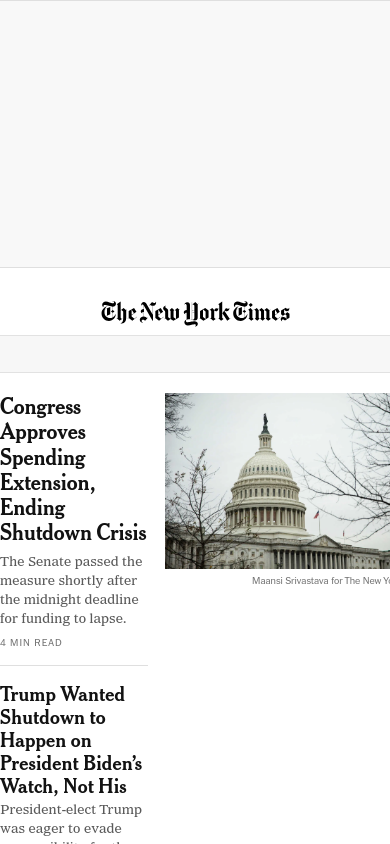 The New York Times
Congress
Approves
Spending
Extension,
Ending
Shutdown Crisis
The Senate passed the
measure shortly after
the midnight deadline
for funding to lapse.
4 MIN READ
Maansi Srivastava for The New
Trump Wanted
Shutdown to
Happen on
President Biden’s
Watch, Not His
President-elect Trump
was eager to evade